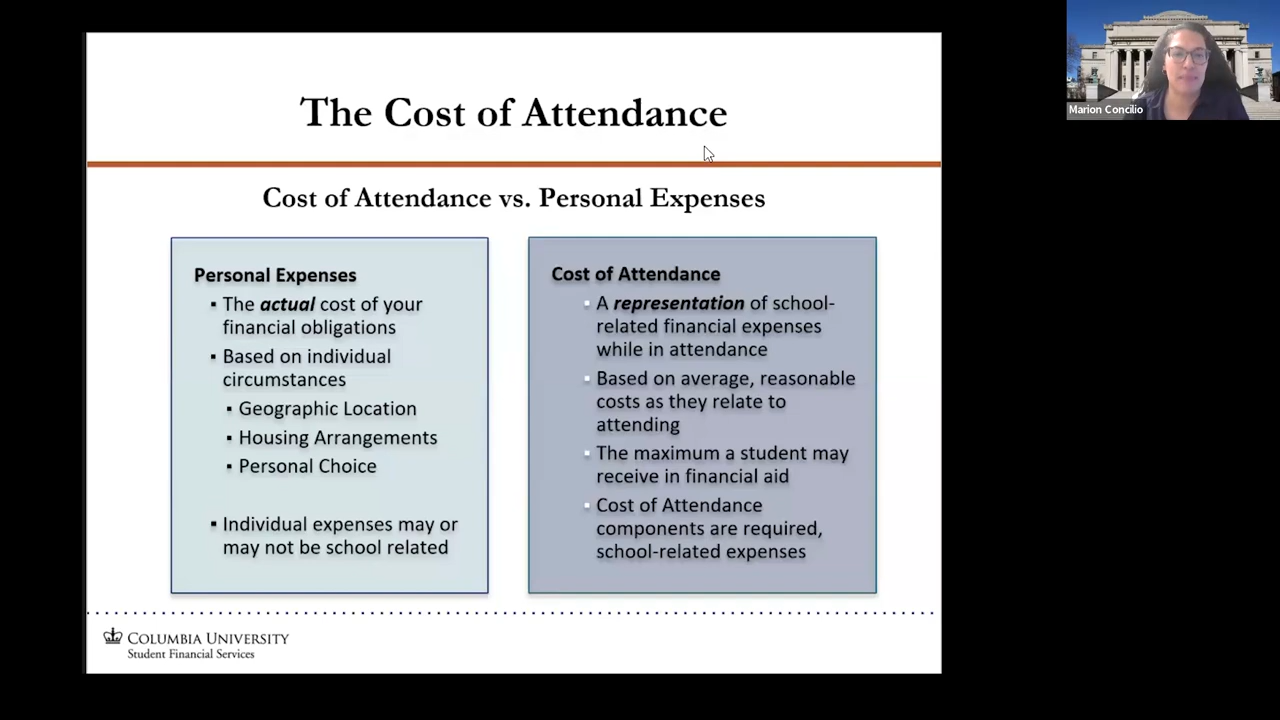 The Cost of Attendance
Cost of Attendance vs. Personal Expenses
Personal Expenses
▪ The actual cost of your
financial obligations
▪ Based on individual
circumstances
▪ Geographic Location
▪ Housing Arrangements
▪ Personal Choice
▪ Individual expenses may or
may not be school related
Cost of Attendance
▪ A representation of school-
related financial expenses
while in attendance
▪ Based on average, reasonable
costs as they relate to
attending
▪ The maximum a student may
receive in financial aid
▪ Cost of Attendance
components are required,
school-related expenses
COLUMBIA UNIVERSITY
Student Financial Services
Marion Concilio